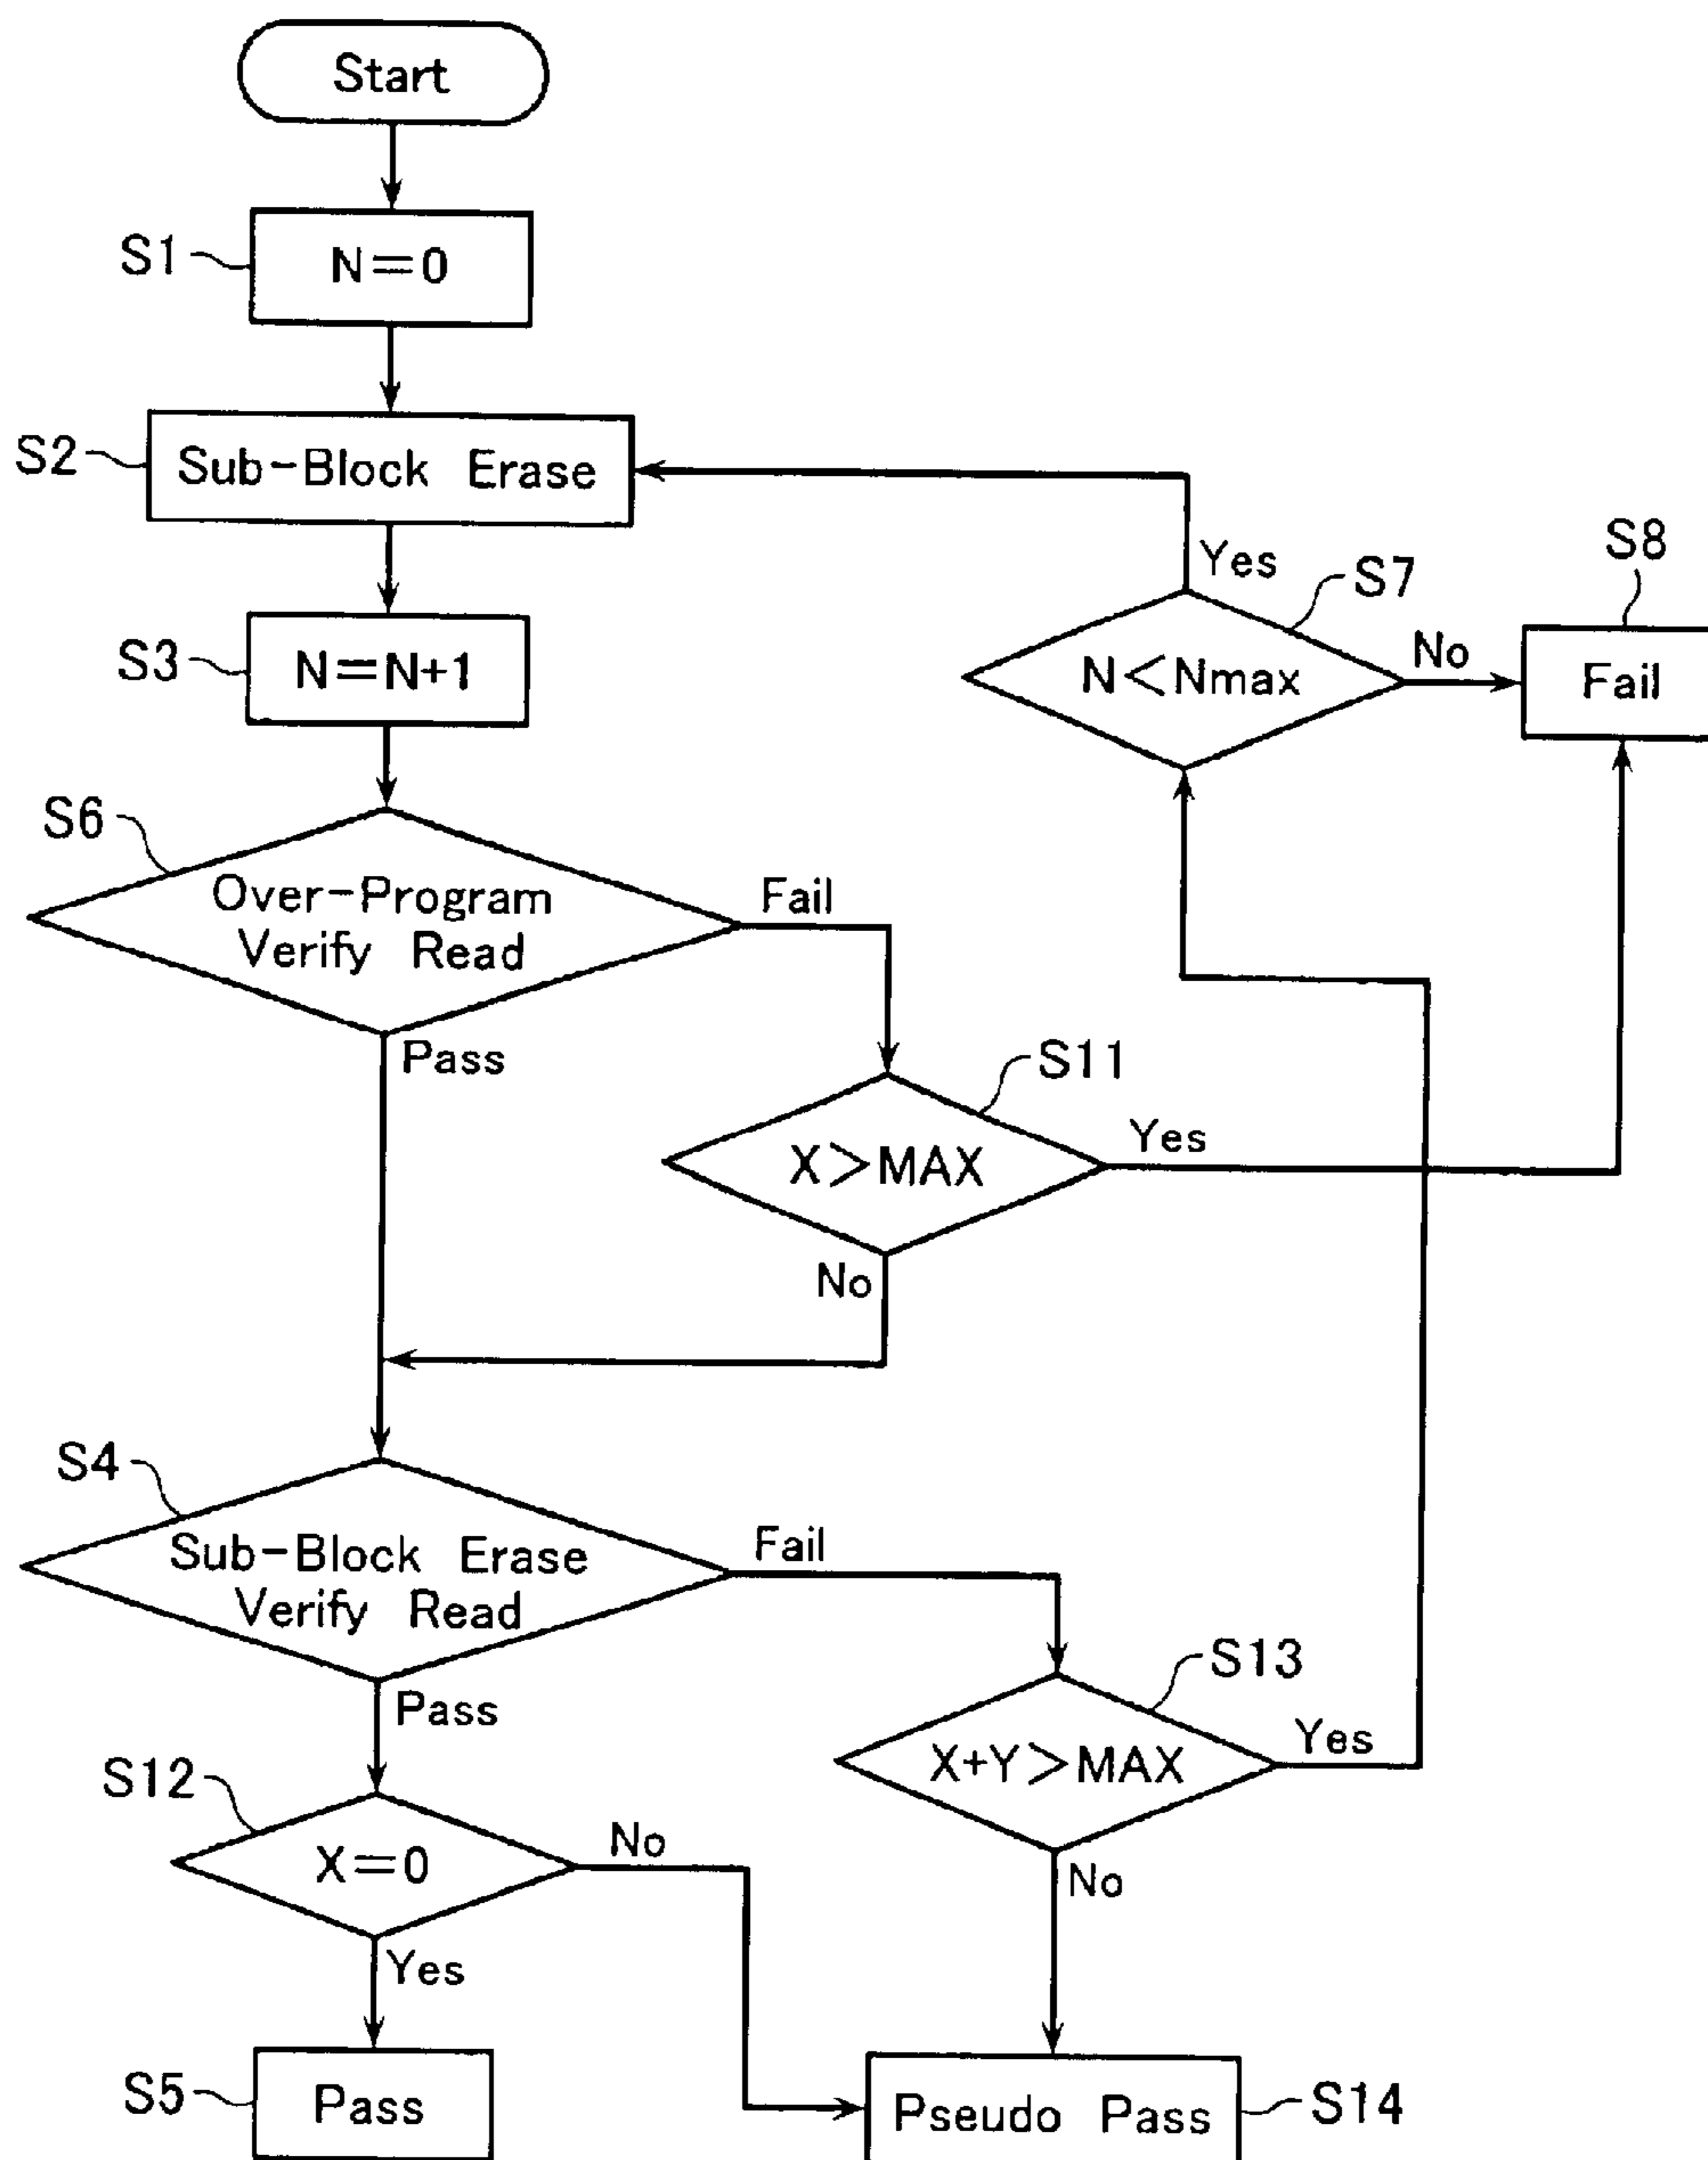 Start
S1
N=0
S2
Sub-Block Erase
Yes
S7
S8
S3
N=N+1
N<Nmax
No
Fail
S6
Over-Program
Verify Read
Fail
Pass
S11
X>MAX
Yes
No
S4
Sub-Block Erase
Verify Read
Fail
Pass
S13
X+Y>MAX
Yes
S12
X=0
No
No
Yes
S5
Pass
Pseudo Pass
S14